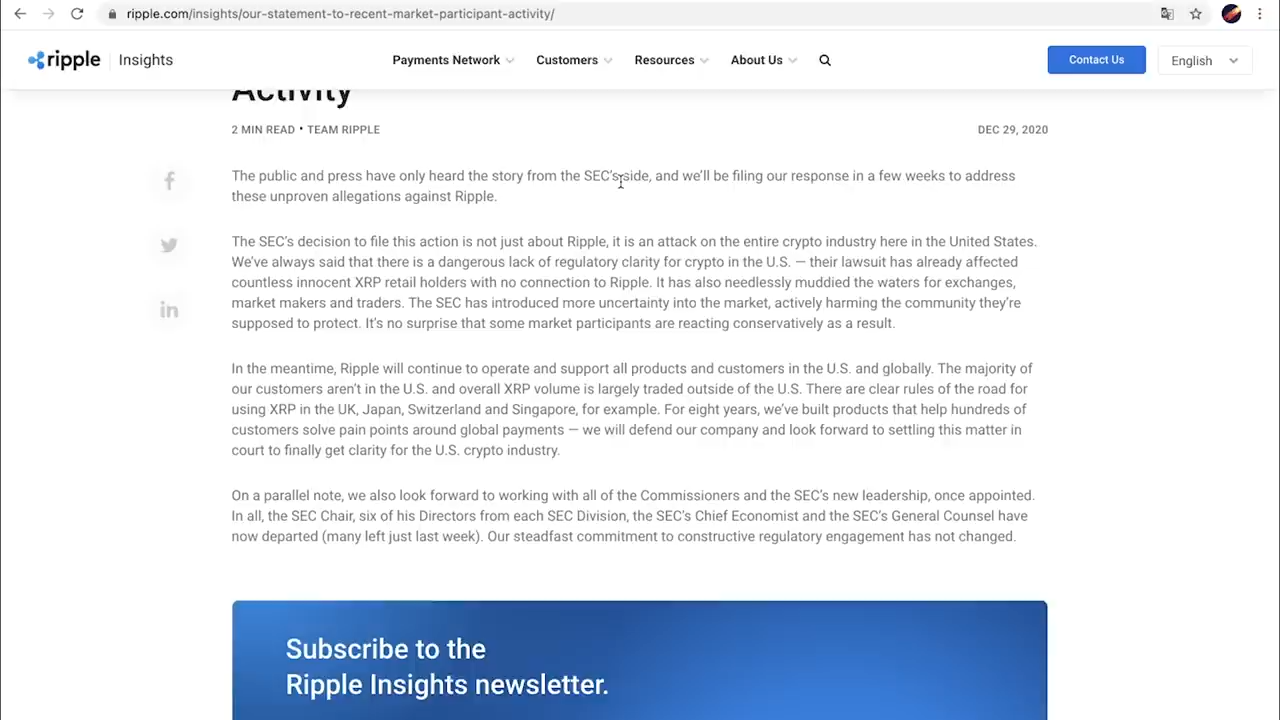 ripple.com/insights/our-statement-to-recent-market-participant-activity/
ripple Insights Payments Network Customers Resources About Us Contact Us English
Activity
2 MIN READ • TEAM RIPPLE DEC 29, 2020
The public and press have only heard the story from the SEC’s side, and we’ll be filing our response in a few weeks to address
these unproven allegations against Ripple.
The SEC’s decision to file this action is not just about Ripple, it is an attack on the entire crypto industry here in the United States.
We’ve always said that there is a dangerous lack of regulatory clarity for crypto in the U.S. — their lawsuit has already affected
countless innocent XRP retail holders with no connection to Ripple. It has also needlessly muddied the waters for exchanges,
market makers and traders. The SEC has introduced more uncertainty into the market, actively harming the community they’re
supposed to protect. It’s no surprise that some market participants are reacting conservatively as a result.
In the meantime, Ripple will continue to operate and support all products and customers in the U.S. and globally. The majority of
our customers aren’t in the U.S. and overall XRP volume is largely traded outside of the U.S. There are clear rules of the road for
using XRP in the UK, Japan, Switzerland and Singapore, for example. For eight years, we’ve built products that help hundreds of
customers solve pain points around global payments — we will defend our company and look forward to settling this matter in
court to finally get clarity for the U.S. crypto industry.
On a parallel note, we also look forward to working with all of the Commissioners and the SEC’s new leadership, once appointed.
In all, the SEC Chair, six of his Directors from each SEC Division, the SEC’s Chief Economist and the SEC’s General Counsel have
now departed (many left just last week). Our steadfast commitment to constructive regulatory engagement has not changed.
Subscribe to the
Ripple Insights newsletter.